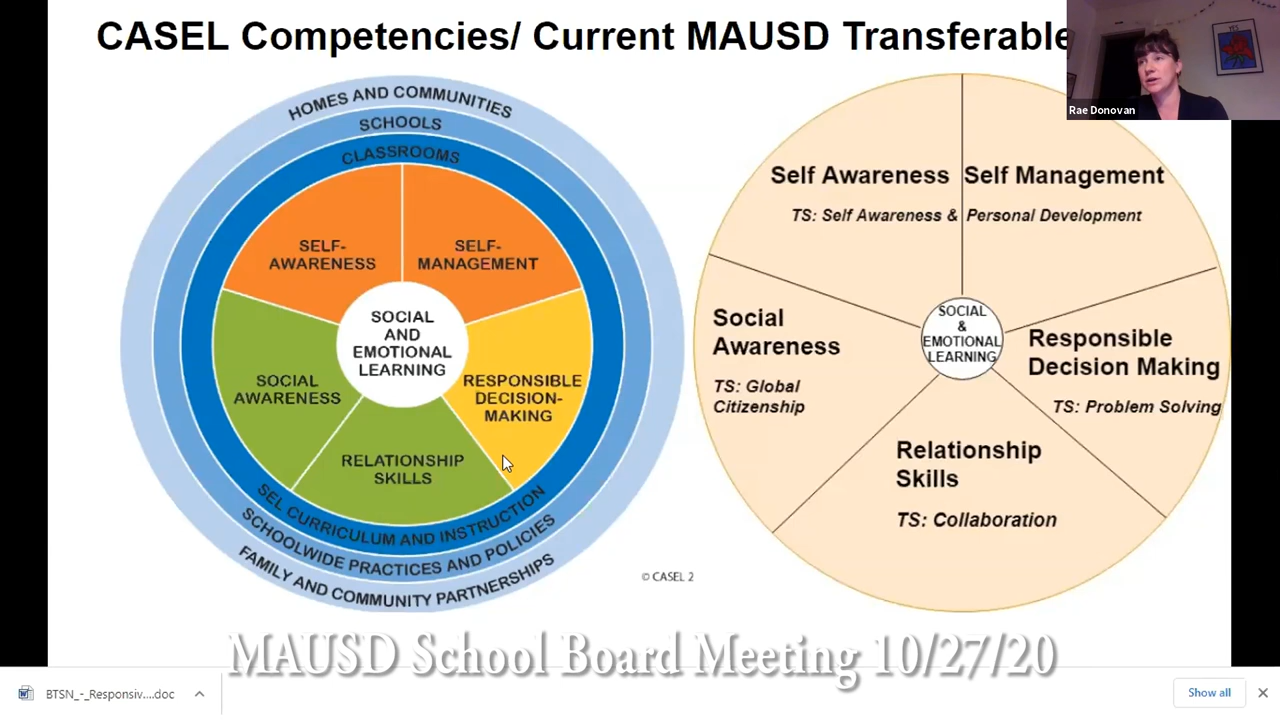 CASEL Competencies/ Current MAUSD Transferable
Rae Donovan
HOMES AND COMMUNITIES
SCHOOLS
CLASSROOMS
SELF-
AWARENESS
SELF-
MANAGEMENT
SOCIAL
AND
EMOTIONAL
LEARNING
SOCIAL
AWARENESS
RESPONSIBLE
DECISION-
MAKING
RELATIONSHIP
SKILLS
SEL CURRICULUM AND INSTRUCTION
SCHOOLWIDE PRACTICES AND POLICIES
FAMILY AND COMMUNITY PARTNERSHIPS
© CASEL 2
Self Awareness
Self Management
TS: Self Awareness & Personal Development
Social
Awareness
TS: Global
Citizenship
SOCIAL
&
EMOTIONAL
LEARNING
Responsible
Decision Making
TS: Problem Solving
Relationship
Skills
TS: Collaboration
MAUSD School Board Meeting 10/27/20
BTSN_-_Responsiv....doc
Show all